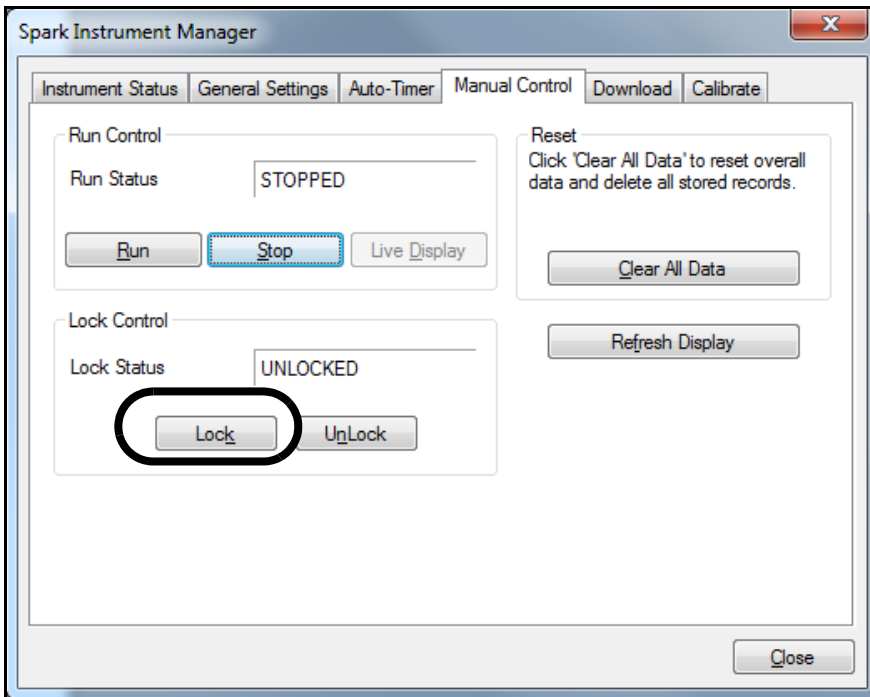 Spark Instrument Manager
x
Instrument Status General Settings Auto-Timer Manual Control Download Calibrate
Run Control
Run Status STOPPED
Run Stop Live Display
Lock Control
Lock Status UNLOCKED
Lock UnLock
Reset
Click 'Clear All Data' to reset overall
data and delete all stored records.
Clear All Data
Refresh Display
Close